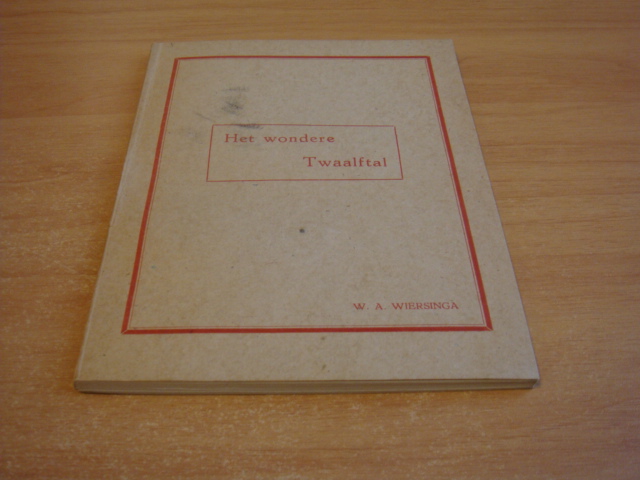 Het wondere
Twaalftal
W. A. WIERSINGA